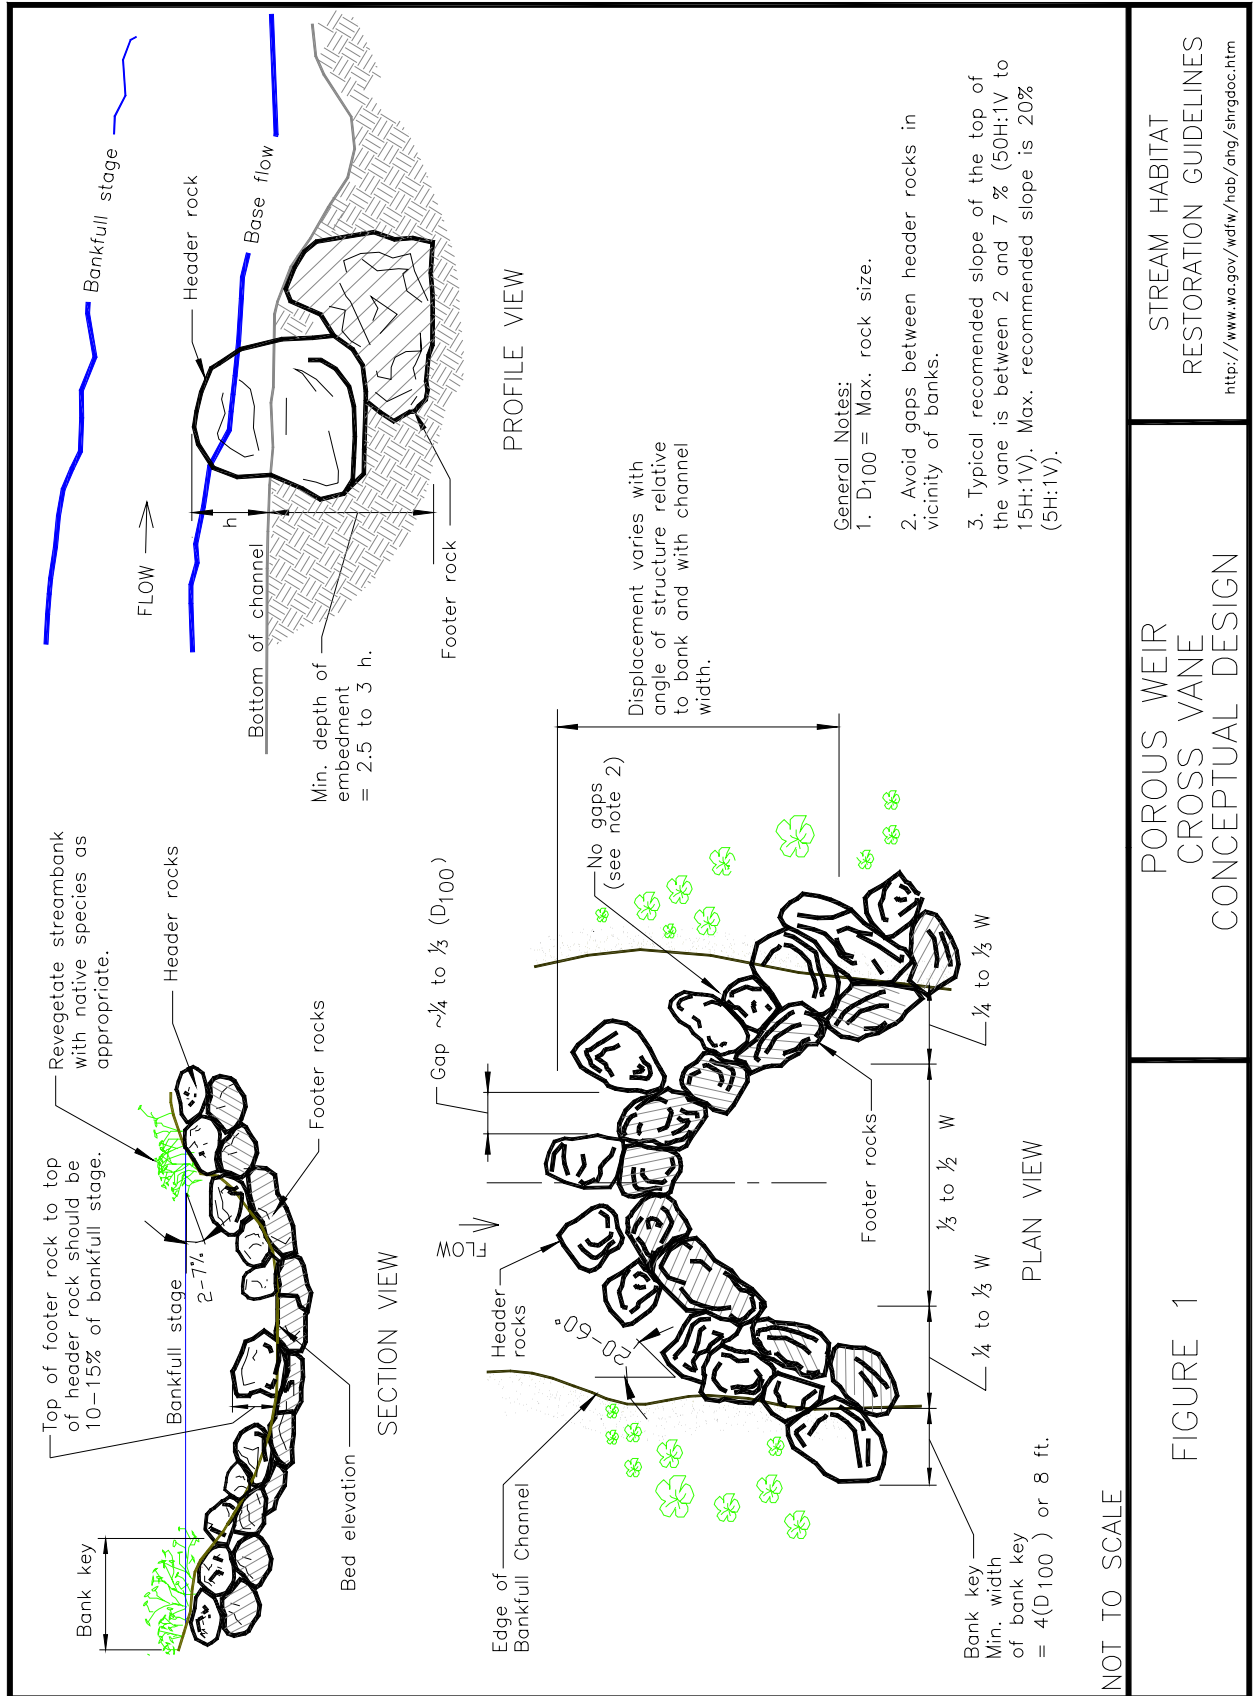 Top of footer rock to top
of header rock should be
10-15% of bankfull stage.
Revegetate streambank
with native species as
appropriate.
Bank key
Bankfull stage
2-7%
Header rocks
Footer rocks
Bed elevation
SECTION VIEW
Bankfull stage
FLOW
Header rock
Base flow
h
Bottom of channel
Min. depth of
embedment
= 2.5 to 3 h.
Footer rock
PROFILE VIEW
Gap ~¼ to ⅓ (D100)
FLOW
Header
rocks
20-60°
Edge of
Bankfull Channel
No gaps
(see note 2)
Displacement varies with
angle of structure relative
to bank and with channel
width.
Footer rocks
¼ to ⅓ W
⅓ to ½ W
¼ to ⅓ W
Bank key
Min. width
of bank key
= 4(D100 ) or 8 ft.
PLAN VIEW
General Notes:
1. D100 = Max. rock size.
2. Avoid gaps between header rocks in
vicinity of banks.
3. Typical recomended slope of the top of
the vane is between 2 and 7 % (50H:1V to
15H:1V). Max. recommended slope is 20%
(5H:1V).
NOT TO SCALE
FIGURE 1
POROUS WEIR
CROSS VANE
CONCEPTUAL DESIGN
STREAM HABITAT
RESTORATION GUIDELINES
http://www.wa.gov/wdfw/hab/ahg/shrgdoc.htm